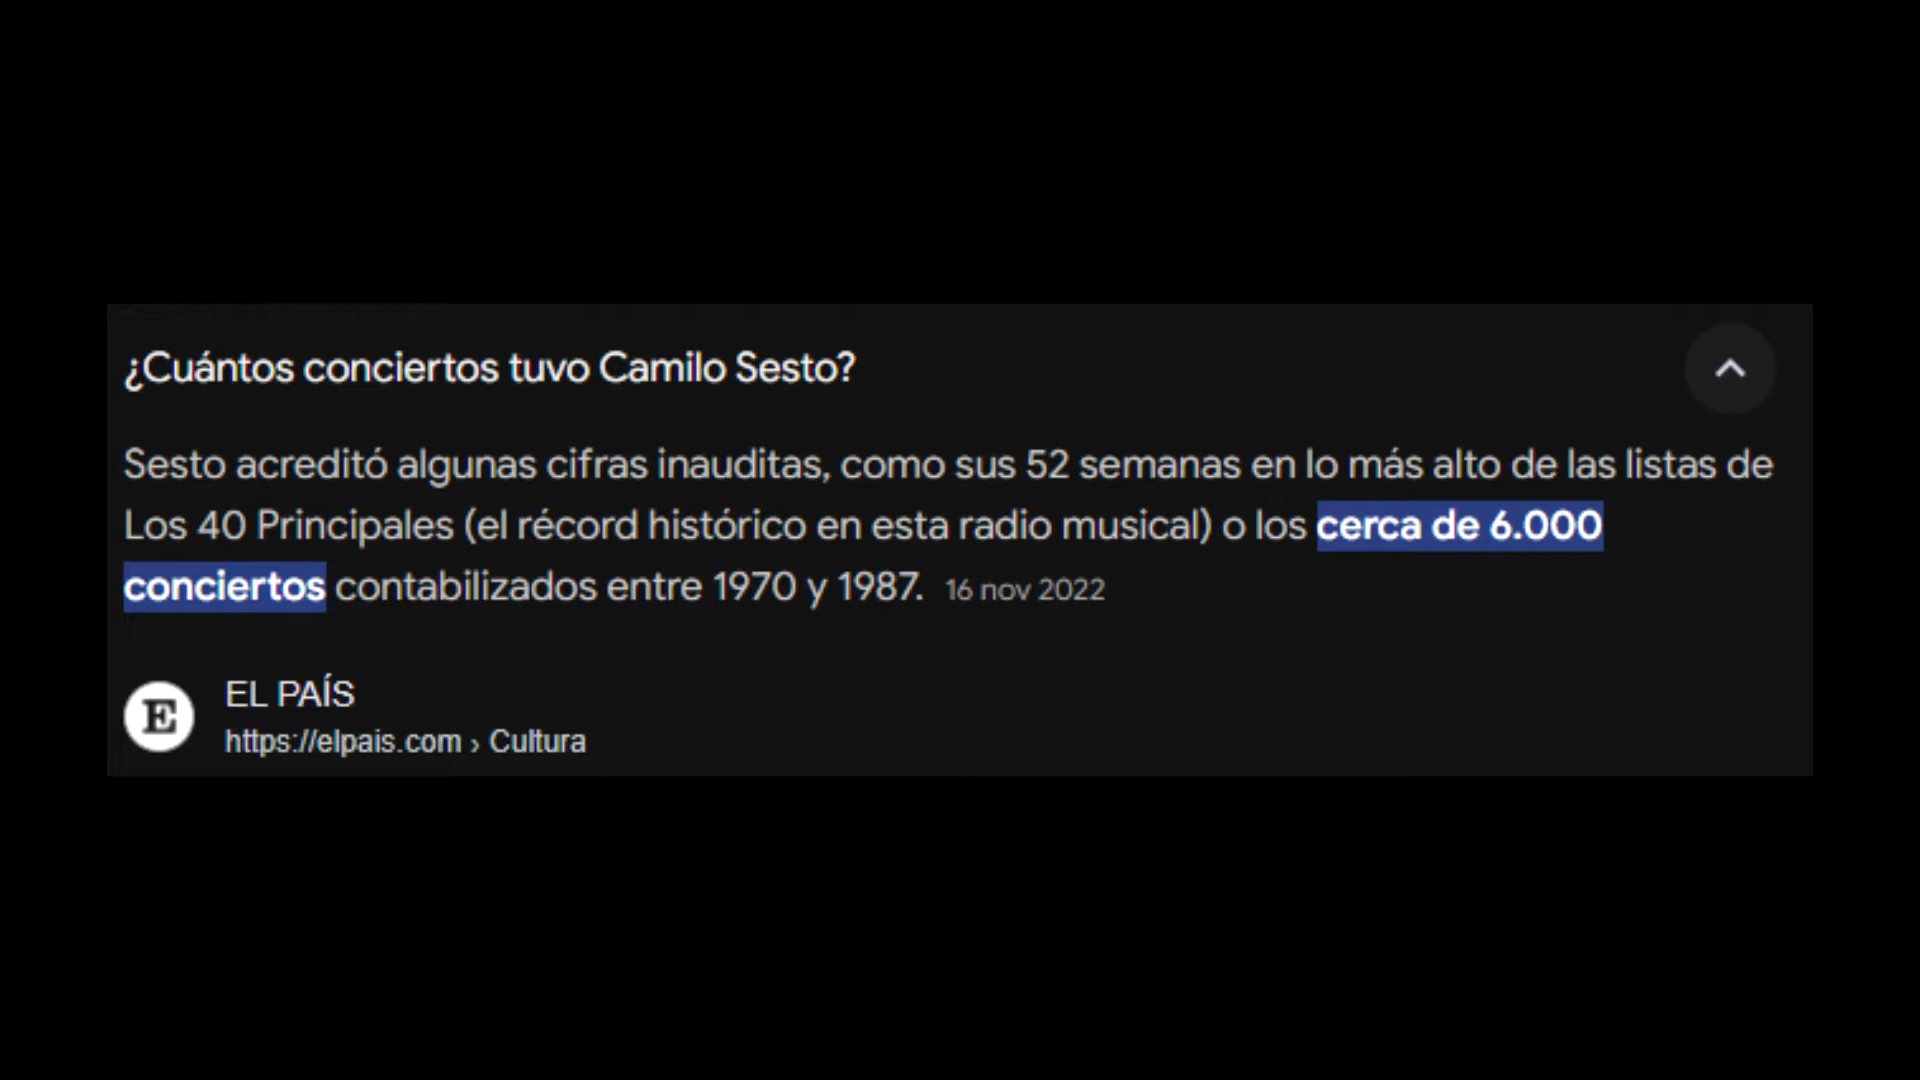 ¿Cuántos conciertos tuvo Camilo Sesto?
Sesto acreditó algunas cifras inauditas, como sus 52 semanas en lo más alto de las listas de
Los 40 Principales (el récord histórico en esta radio musical) o los cerca de 6.000
conciertos contabilizados entre 1970 y 1987. 16 nov 2022
E
EL PAÍS
https://elpais.com › Cultura